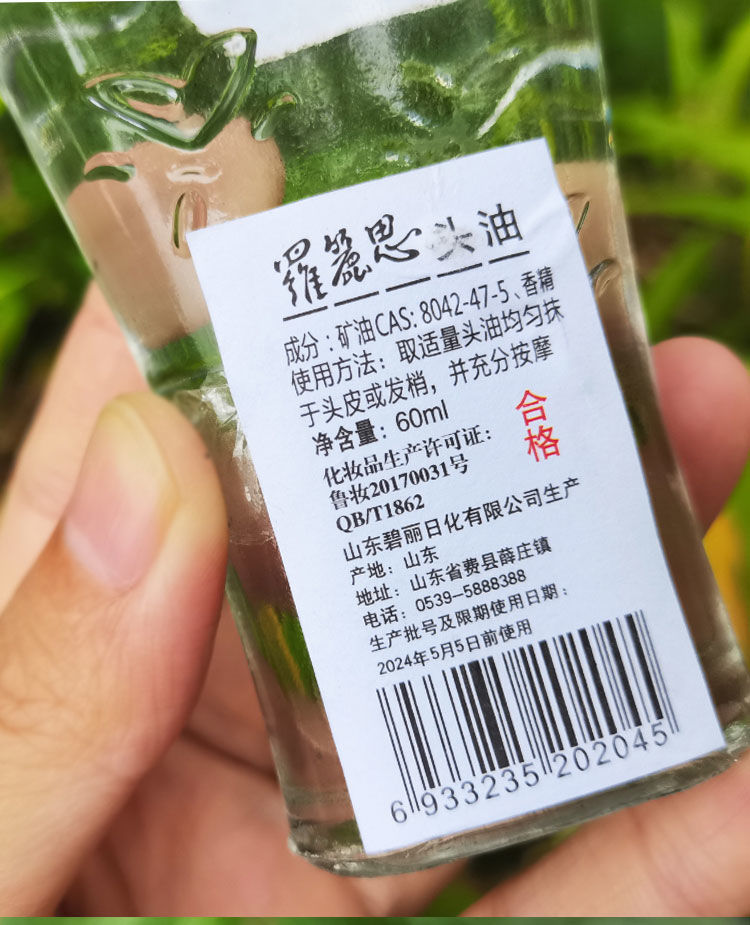 羅麗思头油
成分：矿油CAS: 8042-47-5、香精
使用方法：取适量头油均匀抹
于头皮或发梢，并充分按摩
净含量：60ml
合格
化妆品生产许可证：
鲁妆20170031号
QB/T1862
山东碧丽日化有限公司生产
产地：山东
地址：山东省费县薛庄镇
电话：0539-5888388
生产批号及限期使用日期：
2024年5月5日前使用
6933235202045